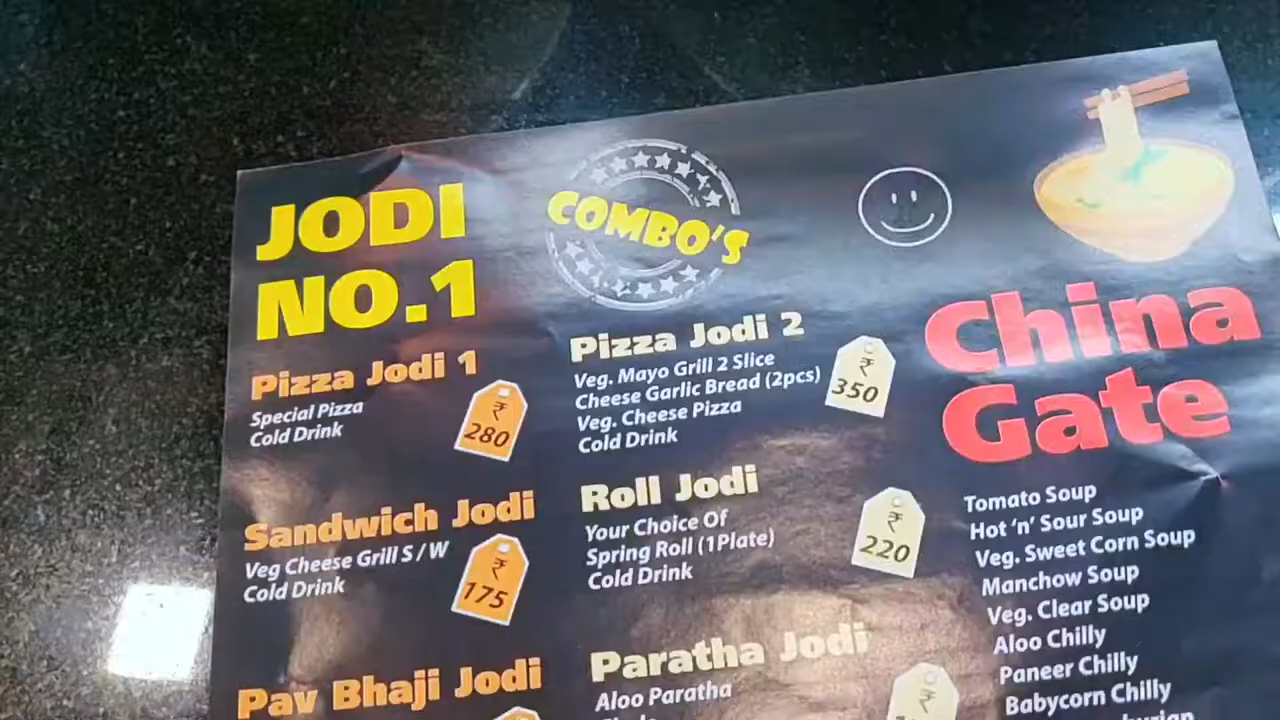 JODI
NO.1
COMBO'S
Pizza Jodi 1
Special Pizza
Cold Drink
₹
280
Sandwich Jodi
Veg Cheese Grill S / W
Cold Drink
₹
175
Pav Bhaji Jodi
Pizza Jodi 2
Veg. Mayo Grill 2 Slice
Cheese Garlic Bread (2pcs)
Veg. Cheese Pizza
Cold Drink
₹
350
Roll Jodi
Your Choice Of
Spring Roll (1Plate)
Cold Drink
₹
220
Paratha Jodi
Aloo Paratha
₹
China
Gate
Tomato Soup
Hot 'n' Sour Soup
Veg. Sweet Corn Soup
Manchow Soup
Veg. Clear Soup
Aloo Chilly
Paneer Chilly
Babycorn Chilly